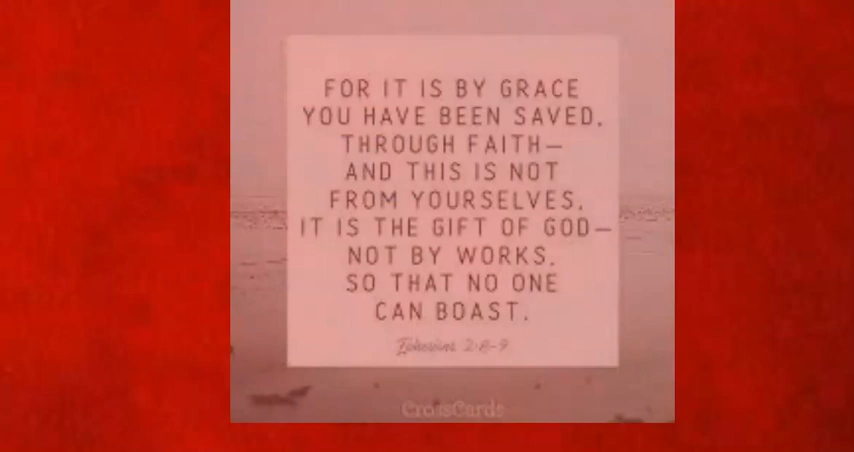 FOR IT IS BY GRACE
YOU HAVE BEEN SAVED,
THROUGH FAITH—
AND THIS IS NOT
FROM YOURSELVES,
IT IS THE GIFT OF GOD—
NOT BY WORKS,
SO THAT NO ONE
CAN BOAST.
Ephesians 2:8-9
CrossCards